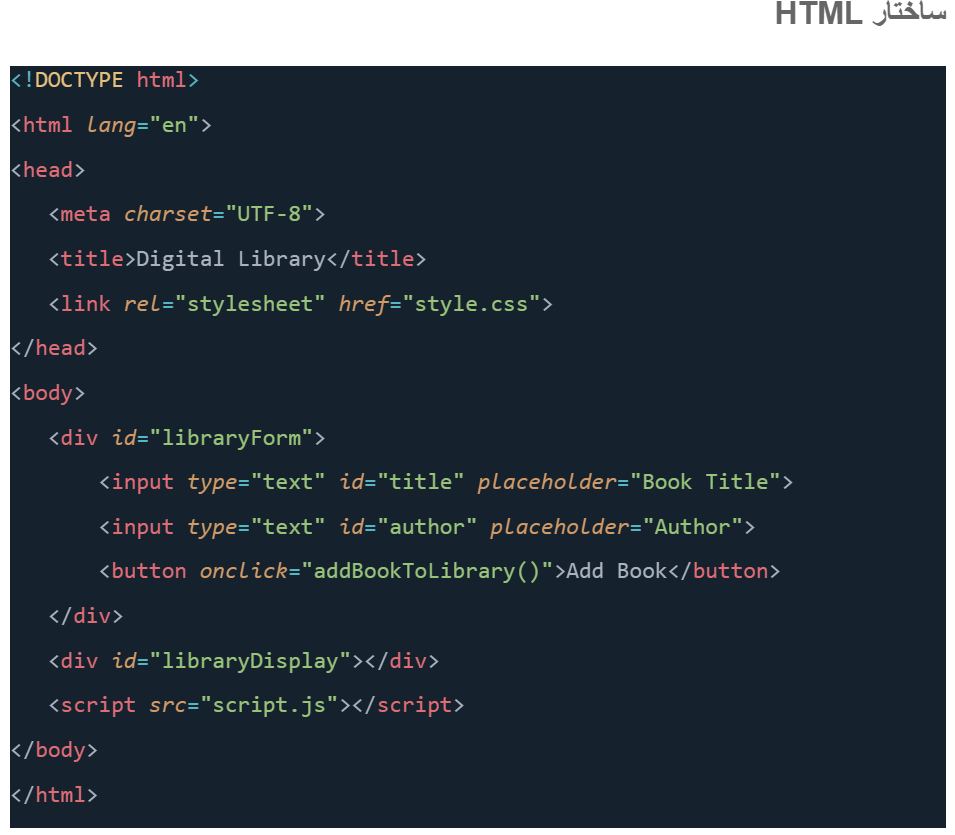 ساختار HTML
<!DOCTYPE html>
<html lang="en">
<head>
<meta charset="UTF-8">
<title>Digital Library</title>
<link rel="stylesheet" href="style.css">
</head>
<body>
<div id="libraryForm">
<input type="text" id="title" placeholder="Book Title">
<input type="text" id="author" placeholder="Author">
<button onclick="addBookToLibrary()">Add Book</button>
</div>
<div id="libraryDisplay"></div>
<script src="script.js"></script>
</body>
</html>